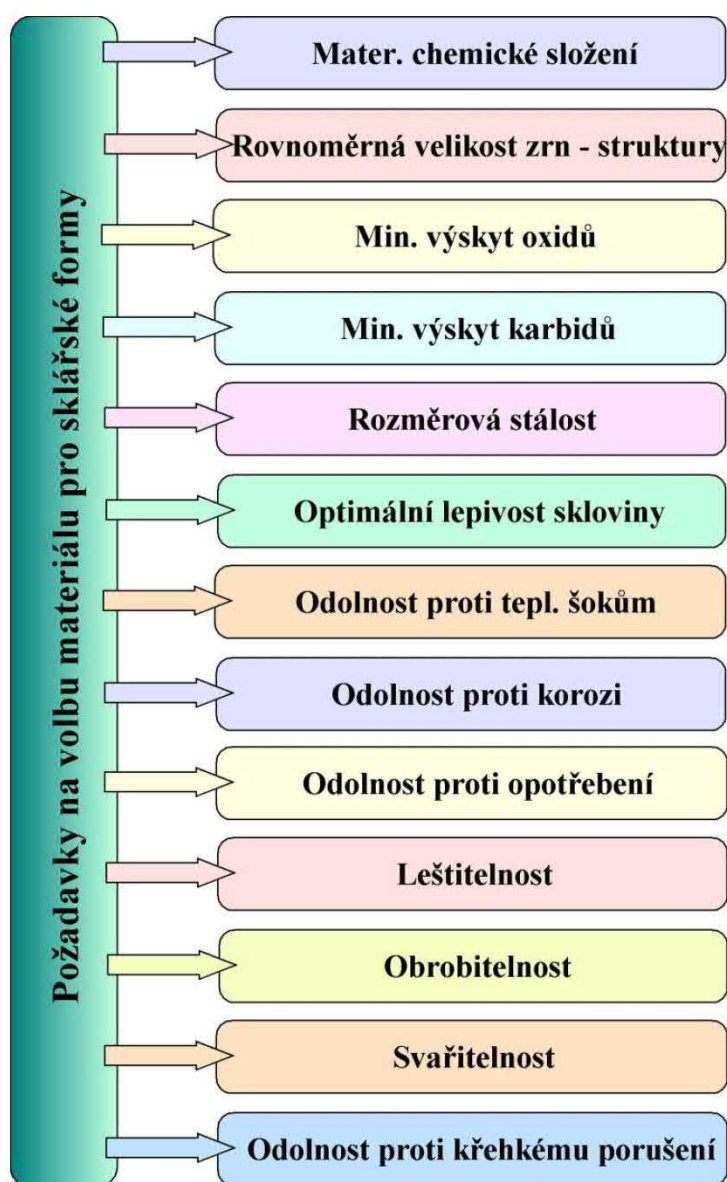 Požadavky na volbu materiálu pro sklářské formy
Mater. chemické složení
Rovnoměrná velikost zrn - struktury
Min. výskyt oxidů
Min. výskyt karbidů
Rozměrová stálost
Optimální lepivost skloviny
Odolnost proti tepl. šokům
Odolnost proti korozi
Odolnost proti opotřebení
Leštitelnost
Obrobitelnost
Svařitelnost
Odolnost proti křehkému porušení